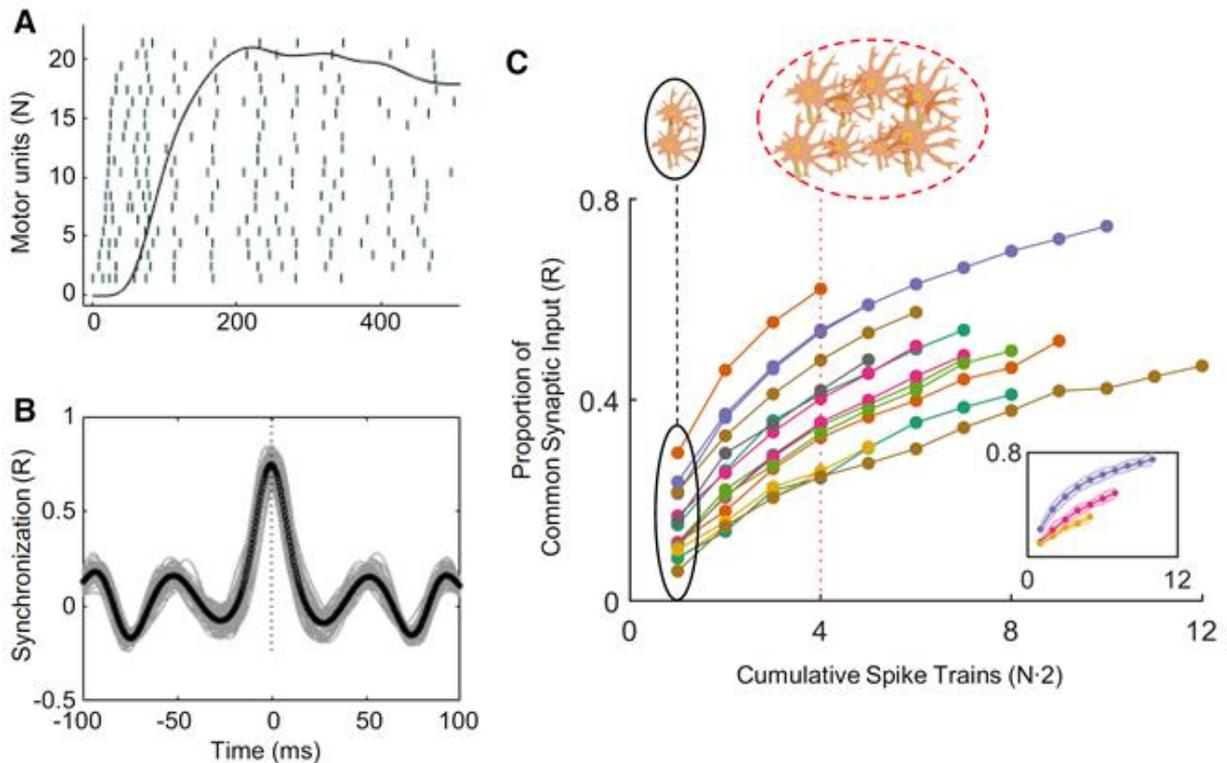 A
Motor units (N)
20
15
10
5
0
0 200 400
B
Synchronization (R)
1
0.5
0
-0.5
-100 -50 0 50 100
Time (ms)
C
Proportion of
Common Synaptic Input (R)
0.8
0.4
0
0 4 8 12
Cumulative Spike Trains (N·2)
0.8
0 12